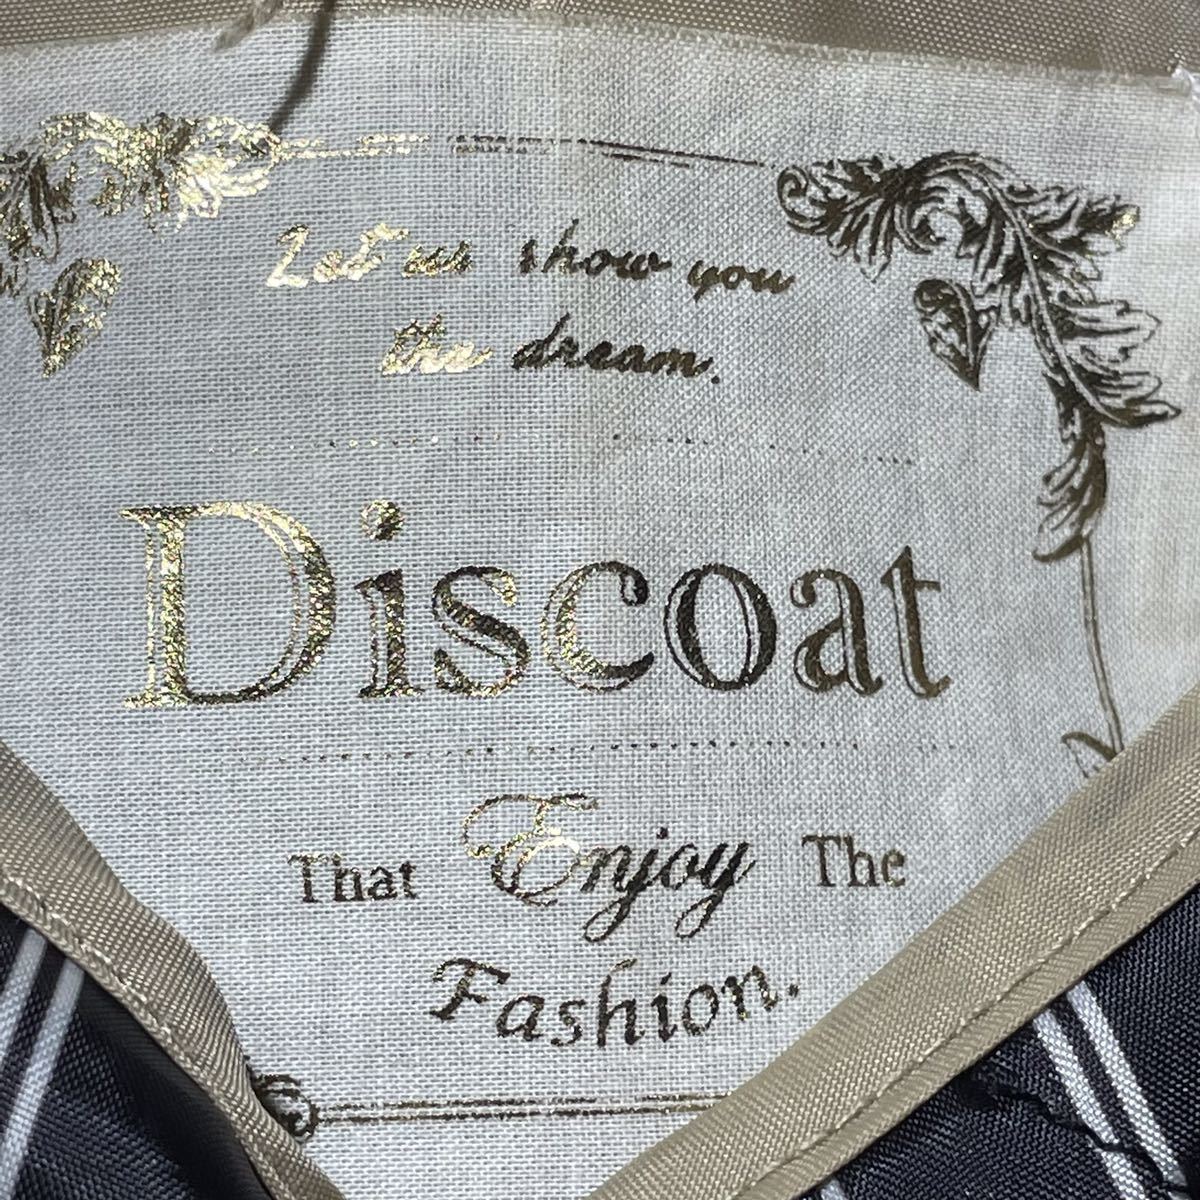 Let us show you
the dream.
Discoat
That Enjoy The
Fashion.